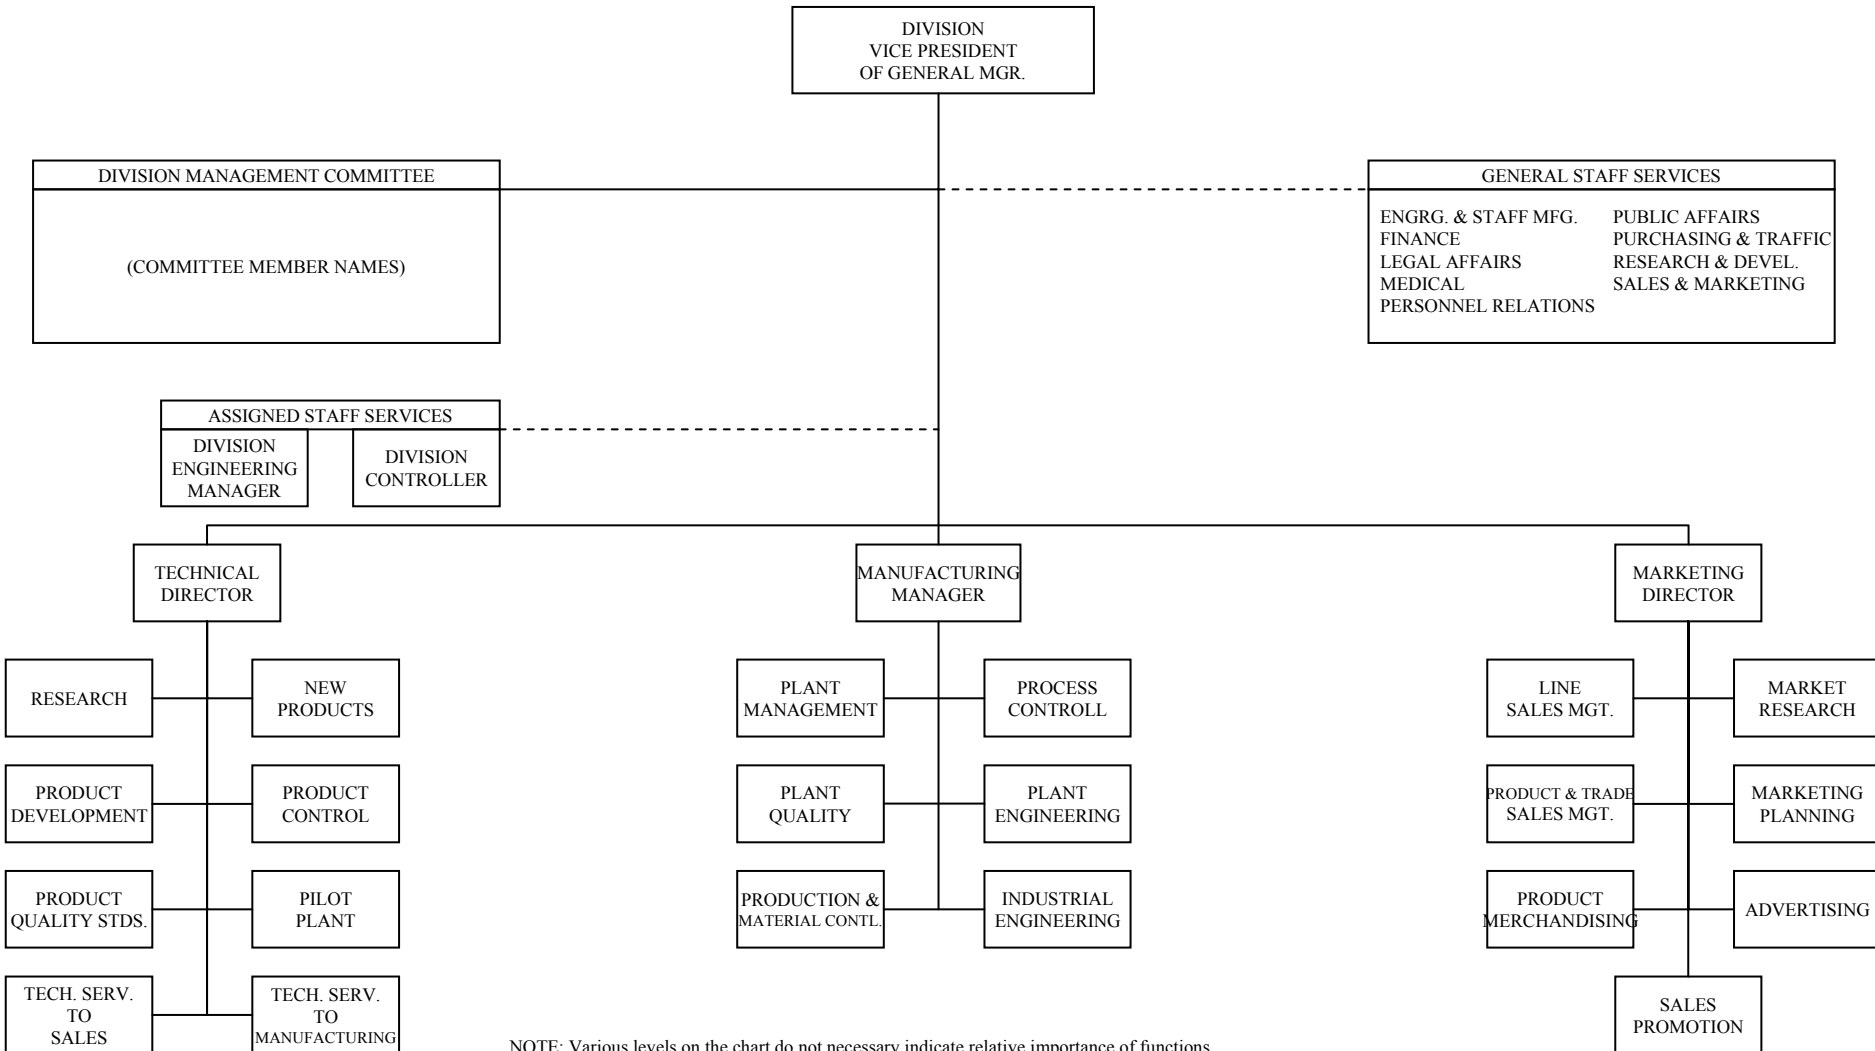 DIVISION
VICE PRESIDENT
OF GENERAL MGR.
DIVISION MANAGEMENT COMMITTEE
(COMMITTEE MEMBER NAMES)
GENERAL STAFF SERVICES
ENGRG. & STAFF MFG.
FINANCE
LEGAL AFFAIRS
MEDICAL
PERSONNEL RELATIONS
PUBLIC AFFAIRS
PURCHASING & TRAFFIC
RESEARCH & DEVEL.
SALES & MARKETING
ASSIGNED STAFF SERVICES
DIVISION
ENGINEERING
MANAGER
DIVISION
CONTROLLER
TECHNICAL
DIRECTOR
MANUFACTURING
MANAGER
MARKETING
DIRECTOR
RESEARCH
NEW
PRODUCTS
PRODUCT
DEVELOPMENT
PRODUCT
CONTROL
PRODUCT
QUALITY STDS.
PILOT
PLANT
TECH. SERV.
TO
SALES
TECH. SERV.
TO
MANUFACTURING
PLANT
MANAGEMENT
PROCESS
CONTROLL
PLANT
QUALITY
PLANT
ENGINEERING
PRODUCTION &
MATERIAL CONTL.
INDUSTRIAL
ENGINEERING
LINE
SALES MGT.
MARKET
RESEARCH
PRODUCT & TRADE
SALES MGT.
MARKETING
PLANNING
PRODUCT
MERCHANDISING
ADVERTISING
SALES
PROMOTION
NOTE: Various levels on the chart do not necessary indicate relative importance of functions